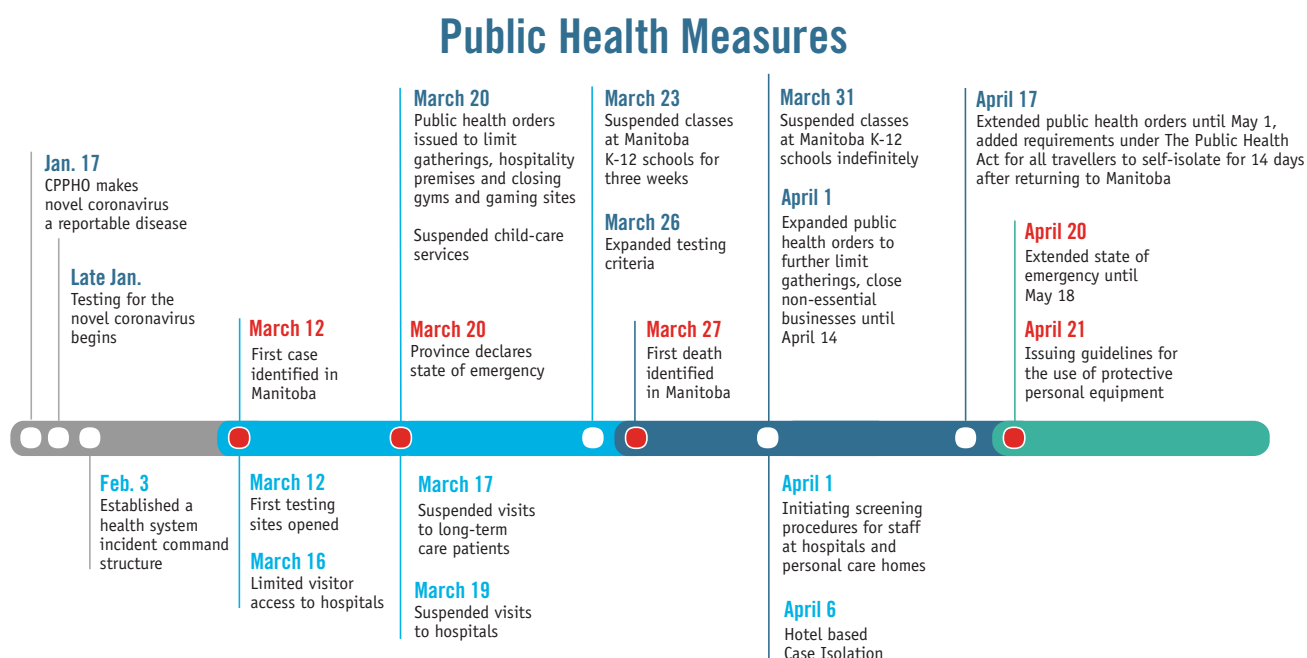 Public Health Measures
Jan. 17
CPPHO makes
novel coronavirus
a reportable disease
Late Jan.
Testing for the
novel coronavirus
begins
Feb. 3
Established a
health system
incident command
structure
March 12
First case
identified in
Manitoba
March 12
First testing
sites opened
March 16
Limited visitor
access to hospitals
March 20
Public health orders
issued to limit
gatherings, hospitality
premises and closing
gyms and gaming sites
Suspended child-care
services
March 20
Province declares
state of emergency
March 17
Suspended visits
to long-term
care patients
March 19
Suspended visits
to hospitals
March 23
Suspended classes
at Manitoba
K-12 schools for
three weeks
March 26
Expanded testing
criteria
March 27
First death
identified
in Manitoba
March 31
Suspended classes
at Manitoba K-12
schools indefinitely
April 1
Expanded public
health orders to
further limit
gatherings, close
non-essential
businesses until
April 14
April 1
Initiating screening
procedures for staff
at hospitals and
personal care homes
April 6
Hotel based
Case Isolation
April 17
Extended public health orders until May 1,
added requirements under The Public Health
Act for all travellers to self-isolate for 14 days
after returning to Manitoba
April 20
Extended state of
emergency until
May 18
April 21
Issuing guidelines for
the use of protective
personal equipment